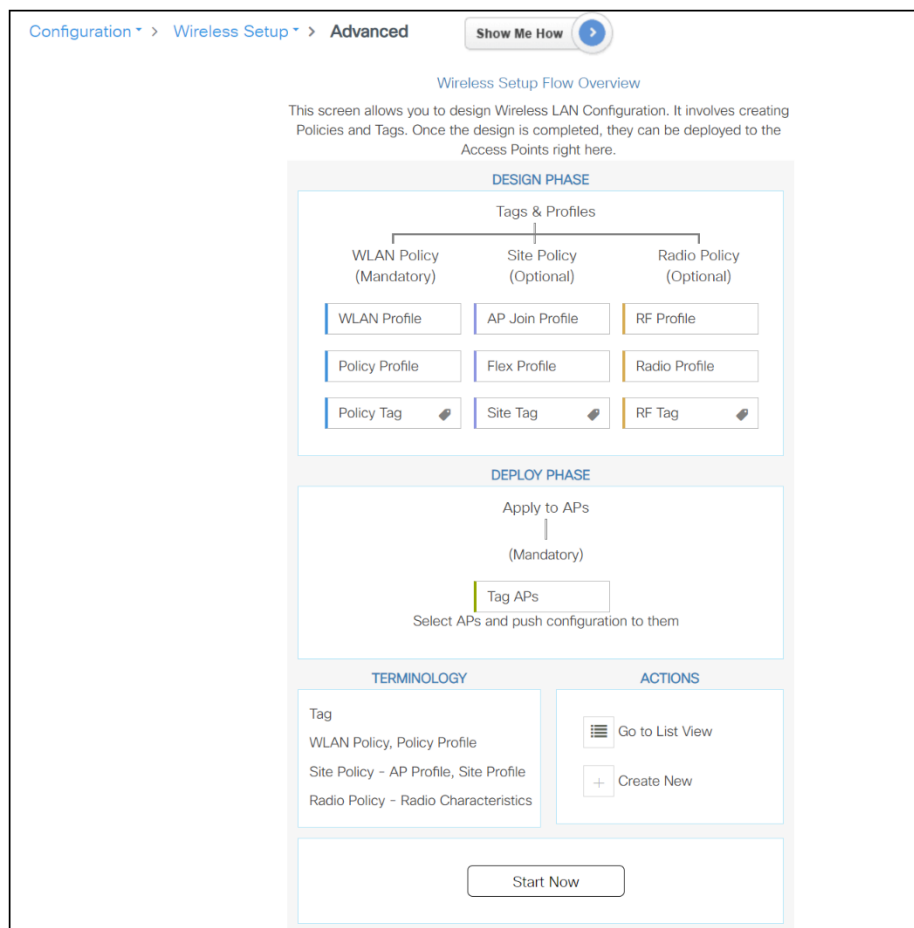 Configuration > Wireless Setup > Advanced
Show Me How
Wireless Setup Flow Overview
This screen allows you to design Wireless LAN Configuration. It involves creating
Policies and Tags. Once the design is completed, they can be deployed to the
Access Points right here.
DESIGN PHASE
Tags & Profiles
WLAN Policy
(Mandatory)
Site Policy
(Optional)
Radio Policy
(Optional)
WLAN Profile
AP Join Profile
RF Profile
Policy Profile
Flex Profile
Radio Profile
Policy Tag
Site Tag
RF Tag
DEPLOY PHASE
Apply to APs
(Mandatory)
Tag APs
Select APs and push configuration to them
TERMINOLOGY
Tag
WLAN Policy, Policy Profile
Site Policy - AP Profile, Site Profile
Radio Policy - Radio Characteristics
ACTIONS
Go to List View
+ Create New
Start Now